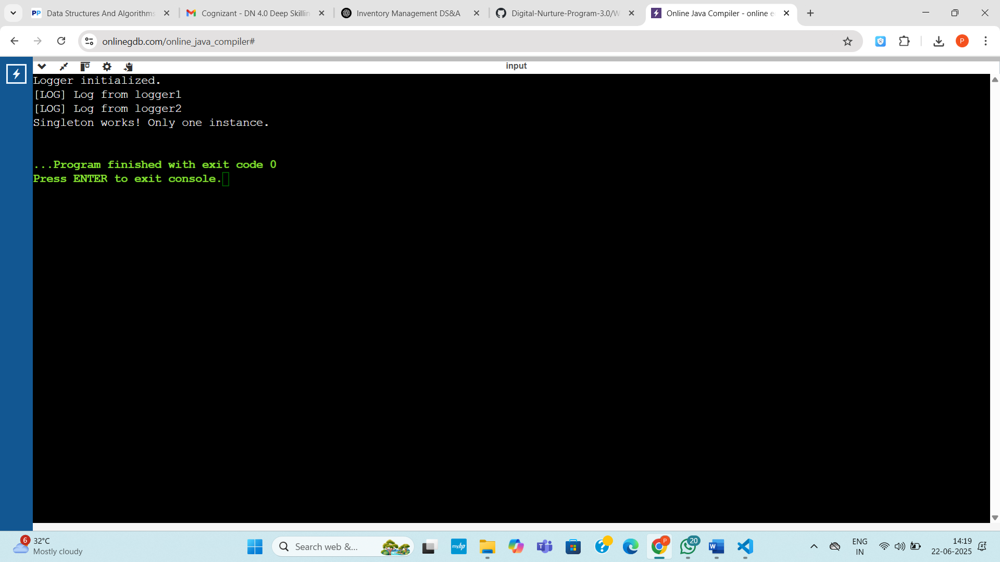 PP Data Structures And Algorithms
Cognizant - DN 4.0 Deep Skillin
Inventory Management DS&A
Digital-Nurture-Program-3.0/W
Online Java Compiler - online e
onlinegdb.com/online_java_compiler#
P
input
Logger initialized.
[LOG] Log from logger1
[LOG] Log from logger2
Singleton works! Only one instance.
...Program finished with exit code 0
Press ENTER to exit console.
6
32°C
Mostly cloudy
Search web &...
myhp
P
20
ENG
IN
14:19
22-06-2025